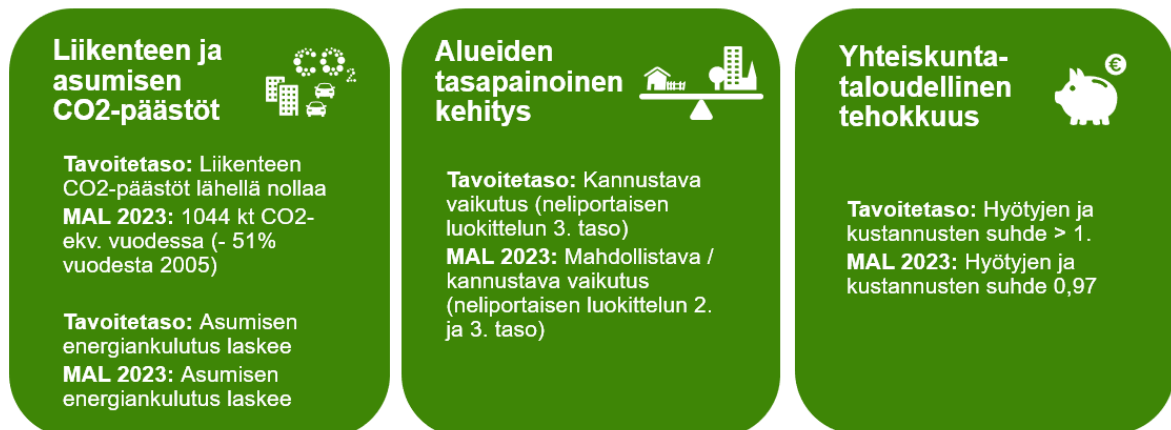 Liikenteen ja
asumisen
CO2-päästöt
CO2
Tavoitetaso: Liikenteen
CO2-päästöt lähellä nollaa
MAL 2023: 1044 kt CO2-
ekv. vuodessa (- 51%
vuodesta 2005)
Tavoitetaso: Asumisen
energiankulutus laskee
MAL 2023: Asumisen
energiankulutus laskee
Alueiden
tasapainoinen
kehitys
Tavoitetaso: Kannustava
vaikutus (neliportaisen
luokittelun 3. taso)
MAL 2023: Mahdollistava /
kannustava vaikutus
(neliportaisen luokittelun 2.
ja 3. taso)
Yhteiskunta-
taloudellinen
tehokkuus
€
Tavoitetaso: Hyötyjen ja
kustannusten suhde > 1.
MAL 2023: Hyötyjen ja
kustannusten suhde 0,97